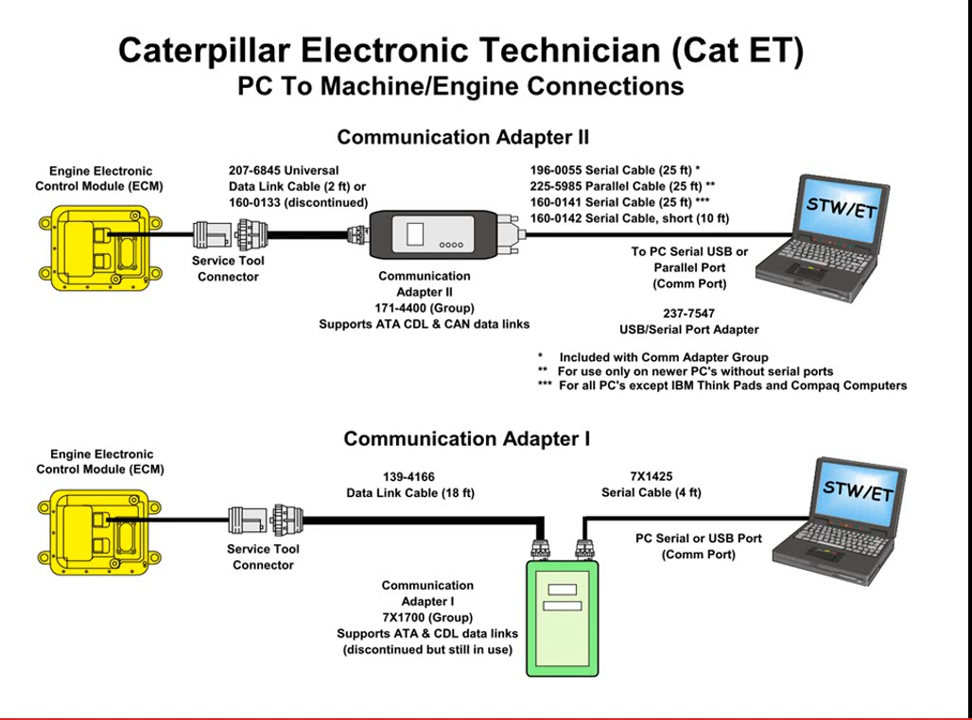 Caterpillar Electronic Technician (Cat ET)
PC To Machine/Engine Connections
Communication Adapter II
Engine Electronic
Control Module (ECM)
207-6845 Universal
Data Link Cable (2 ft) or
160-0133 (discontinued)
196-0055 Serial Cable (25 ft) *
225-5985 Parallel Cable (25 ft) **
160-0141 Serial Cable (25 ft) ***
160-0142 Serial Cable, short (10 ft)
STW/ET
Service Tool
Connector
Communication
Adapter II
171-4400 (Group)
Supports ATA CDL & CAN data links
To PC Serial USB or
Parallel Port
(Comm Port)
237-7547
USB/Serial Port Adapter
* Included with Comm Adapter Group
** For use only on newer PC's without serial ports
*** For all PC's except IBM Think Pads and Compaq Computers
Communication Adapter I
Engine Electronic
Control Module (ECM)
139-4166
Data Link Cable (18 ft)
7X1425
Serial Cable (4 ft)
STW/ET
Service Tool
Connector
PC Serial or USB Port
(Comm Port)
Communication
Adapter I
7X1700 (Group)
Supports ATA & CDL data links
(discontinued but still in use)